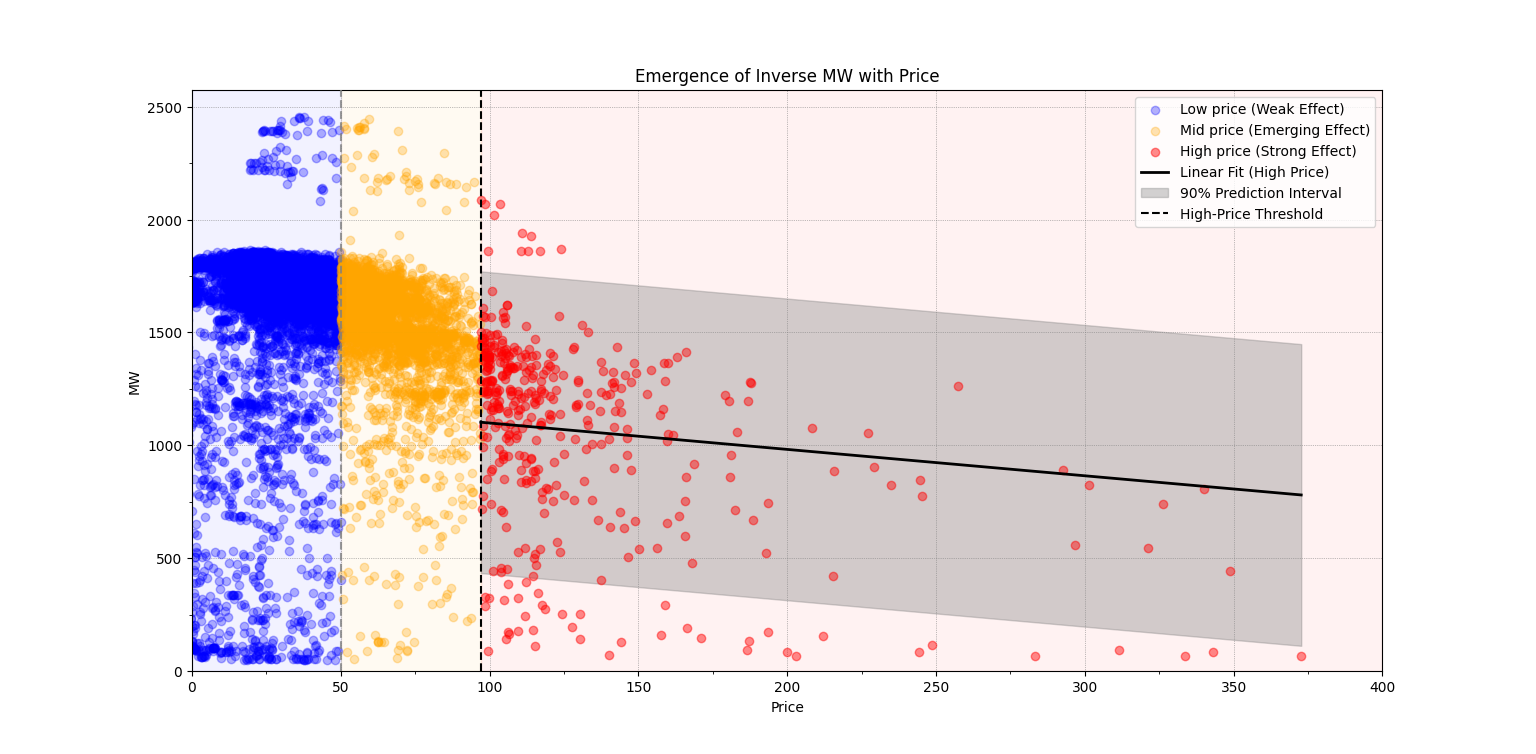 Emergence of Inverse MW with Price
Low price (Weak Effect)
Mid price (Emerging Effect)
High price (Strong Effect)
Linear Fit (High Price)
90% Prediction Interval
High-Price Threshold
MW
2500
2000
1500
1000
500
0
0 50 100 150 200 250 300 350 400
Price